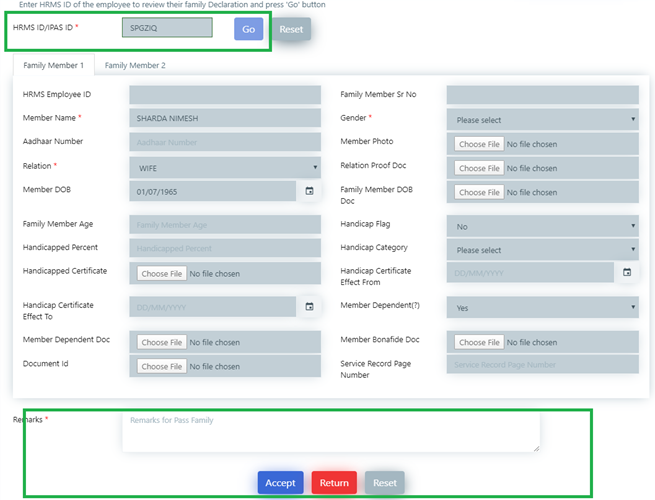 Enter HRMS ID of the employee to review their family Declaration and press 'Go' button
HRMS ID/IPAS ID * SPGZIQ Go Reset
Family Member 1 Family Member 2
HRMS Employee ID Family Member Sr No
Member Name * SHARDA NIMESH Gender * Please select
Aadhaar Number Aadhaar Number Member Photo Choose File No file chosen
Relation * WIFE Relation Proof Doc Choose File No file chosen
Member DOB 01/07/1965 Family Member DOB Doc Choose File No file chosen
Family Member Age Family Member Age Handicap Flag No
Handicapped Percent Handicapped Percent Handicap Category Please select
Handicapped Certificate Choose File No file chosen Handicap Certificate Effect From DD/MM/YYYY
Handicap Certificate Effect To DD/MM/YYYY Member Dependent(?) Yes
Member Dependent Doc Choose File No file chosen Member Bonafide Doc Choose File No file chosen
Document Id Choose File No file chosen Service Record Page Number Service Record Page Number
Remarks * Remarks for Pass Family
Accept Return Reset